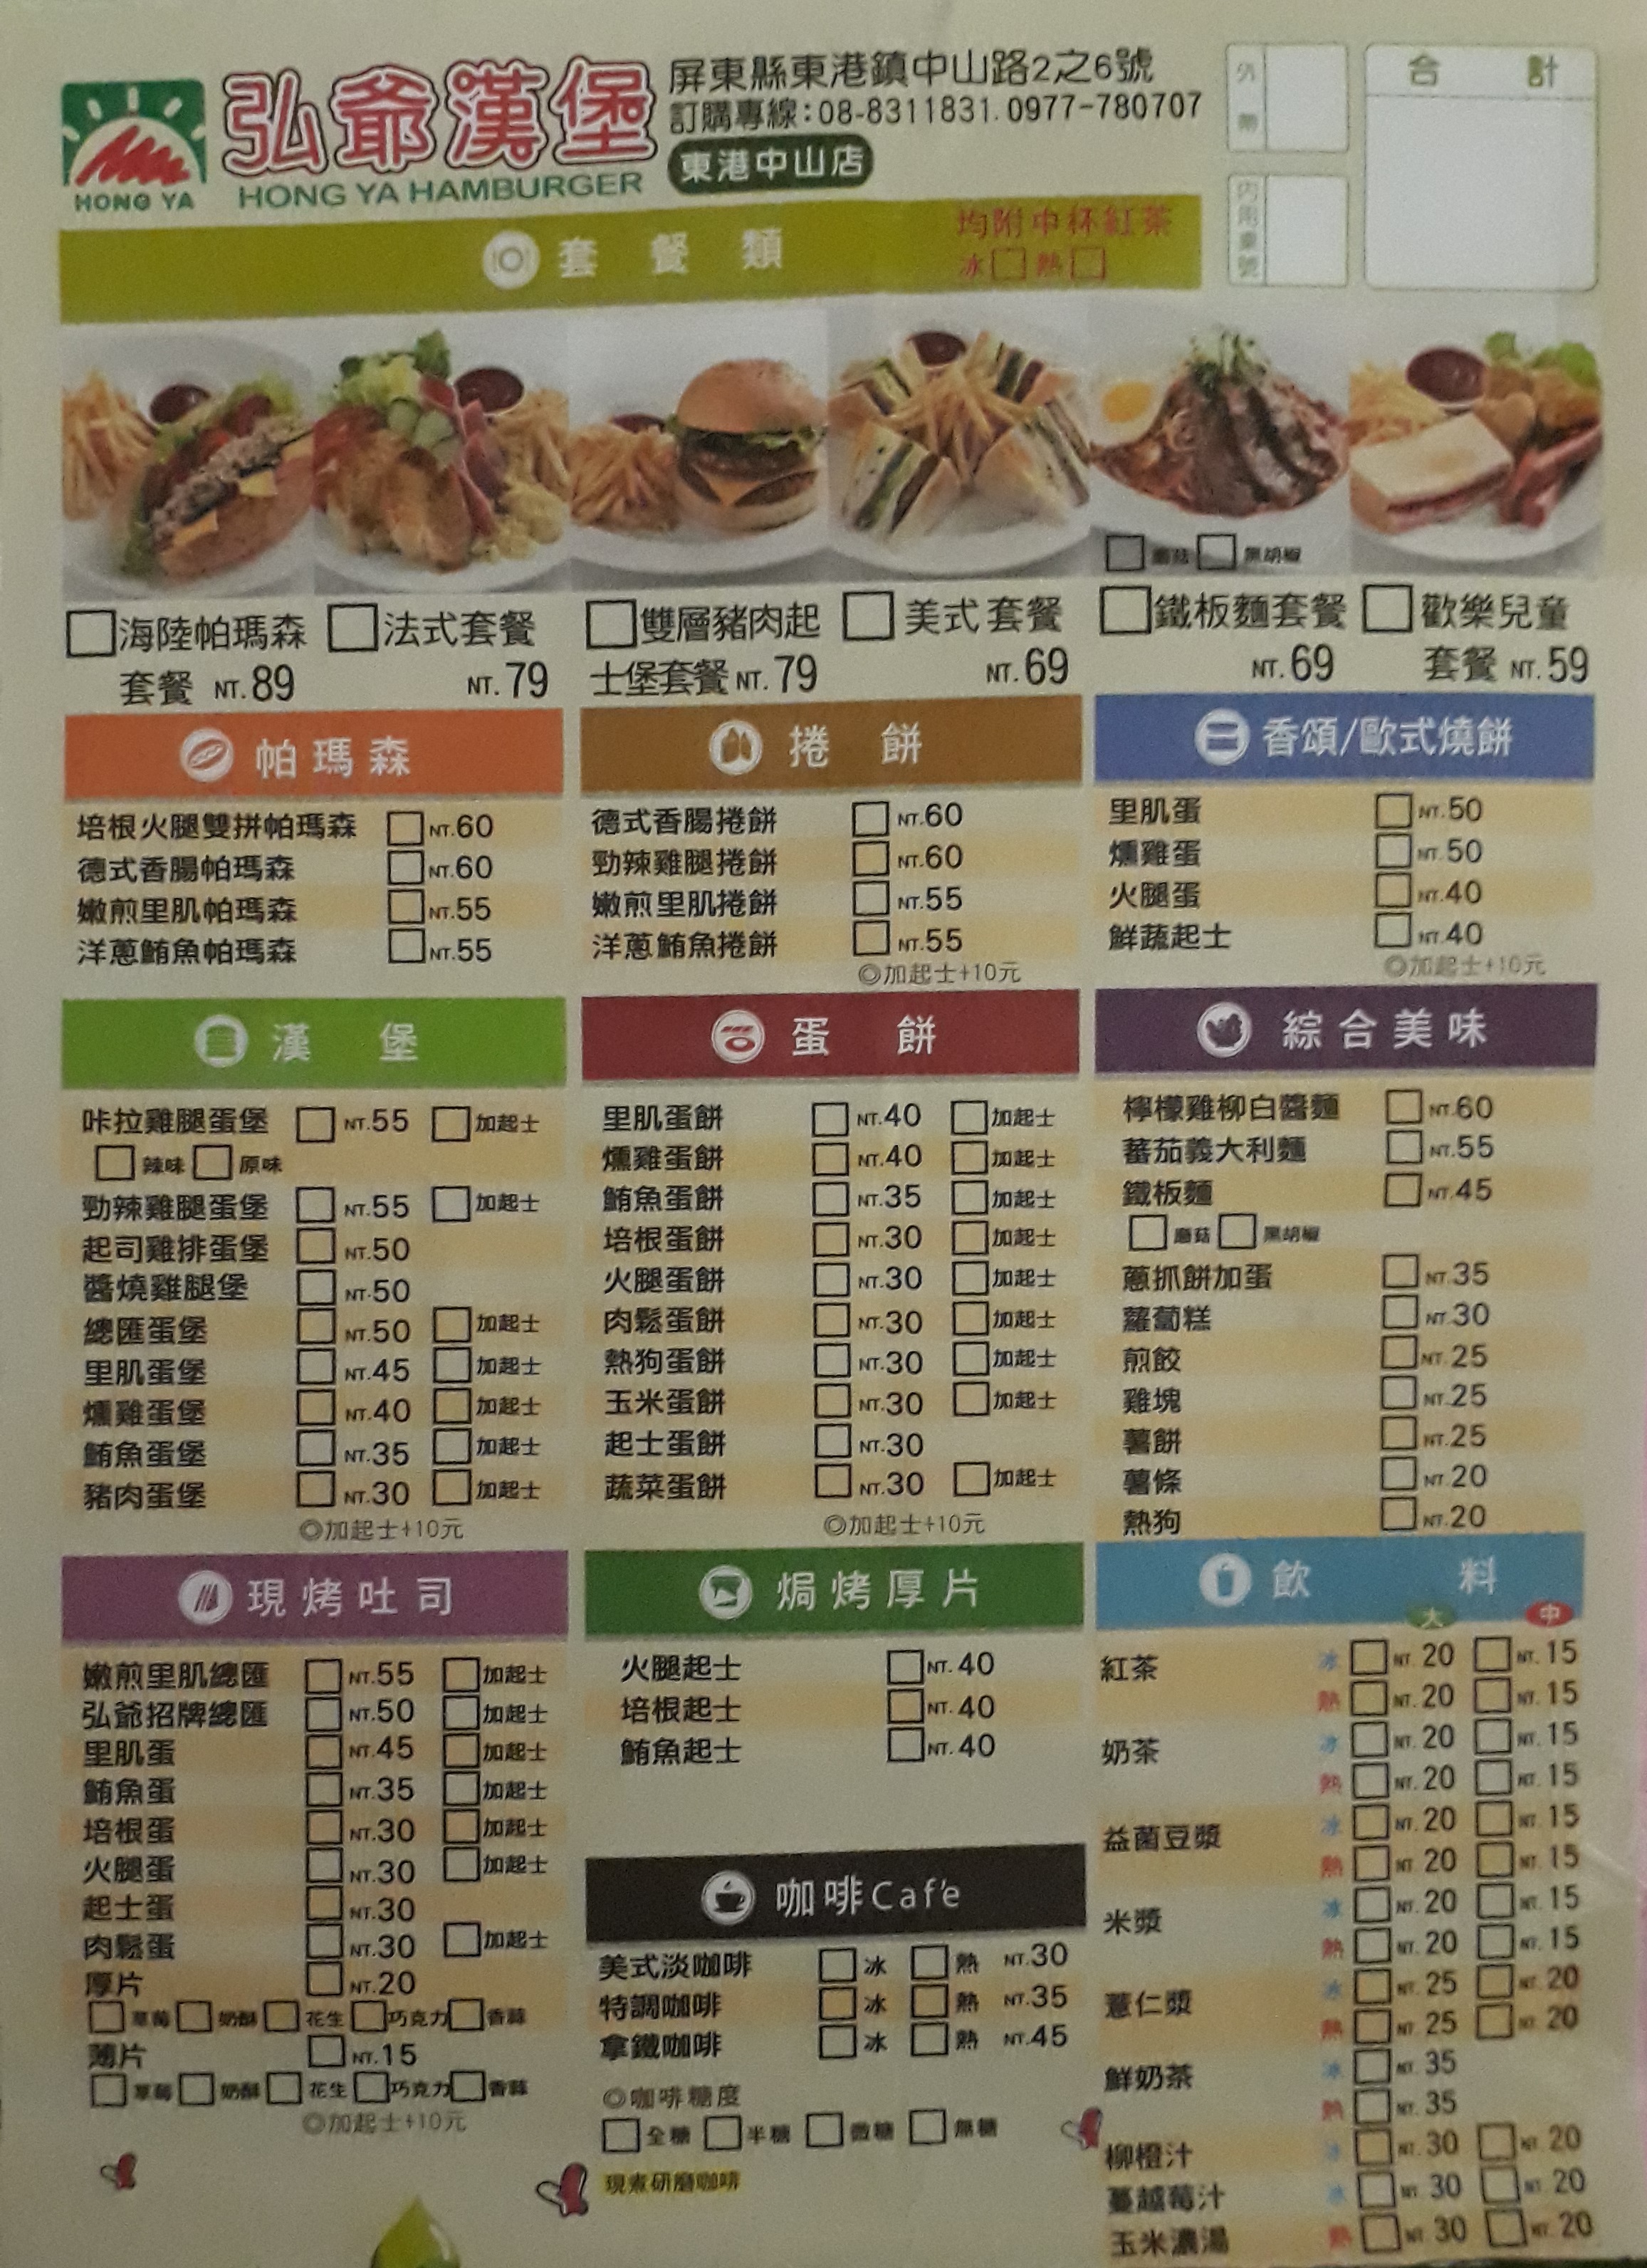 HONG YA
弘爺漢堡
HONG YA HAMBURGER
屏東縣東港鎮中山路2之6號
訂購專線:08-8311831. 0977-780707
東港中山店
外帶
內用桌號
合計
套餐類
均附中杯紅茶
冰□ 熱□
□海陸帕瑪森
套餐 NT.89
□法式套餐
NT.79
□雙層豬肉起
士堡套餐 NT.79
□美式套餐
NT.69
□蘑菇 □黑胡椒
□鐵板麵套餐
NT.69
□歡樂兒童
套餐 NT.59
帕瑪森
培根火腿雙拼帕瑪森 □NT.60
德式香腸帕瑪森 □NT.60
嫩煎里肌帕瑪森 □NT.55
洋蔥鮪魚帕瑪森 □NT.55
捲餅
德式香腸捲餅 □NT.60
勁辣雞腿捲餅 □NT.60
嫩煎里肌捲餅 □NT.55
洋蔥鮪魚捲餅 □NT.55
◎加起士+10元
香頌/歐式燒餅
里肌蛋 □NT.50
燻雞蛋 □NT.50
火腿蛋 □NT.40
鮮蔬起士 □NT.40
◎加起士+10元
漢堡
咔拉雞腿蛋堡 □NT.55 □加起士
□辣味 □原味
勁辣雞腿蛋堡 □NT.55 □加起士
起司雞排蛋堡 □NT.50
醬燒雞腿堡 □NT.50
總匯蛋堡 □NT.50 □加起士
里肌蛋堡 □NT.45 □加起士
燻雞蛋堡 □NT.40 □加起士
鮪魚蛋堡 □NT.35 □加起士
豬肉蛋堡 □NT.30 □加起士
◎加起士+10元
蛋餅
里肌蛋餅 □NT.40 □加起士
燻雞蛋餅 □NT.40 □加起士
鮪魚蛋餅 □NT.35 □加起士
培根蛋餅 □NT.30 □加起士
火腿蛋餅 □NT.30 □加起士
肉鬆蛋餅 □NT.30 □加起士
熱狗蛋餅 □NT.30 □加起士
玉米蛋餅 □NT.30 □加起士
起士蛋餅 □NT.30
蔬菜蛋餅 □NT.30 □加起士
◎加起士+10元
綜合美味
檸檬雞柳白醬麵 □NT.60
蕃茄義大利麵 □NT.55
鐵板麵 □NT.45
□蘑菇 □黑胡椒
蔥抓餅加蛋 □NT.35
蘿蔔糕 □NT.30
煎餃 □NT.25
雞塊 □NT.25
薯餅 □NT.25
薯條 □NT.20
熱狗 □NT.20
現烤吐司
嫩煎里肌總匯 □NT.55 □加起士
弘爺招牌總匯 □NT.50 □加起士
里肌蛋 □NT.45 □加起士
鮪魚蛋 □NT.35 □加起士
培根蛋 □NT.30 □加起士
火腿蛋 □NT.30 □加起士
起士蛋 □NT.30
肉鬆蛋 □NT.30 □加起士
厚片 □NT.20
□草莓 □奶酥 □花生 □巧克力 □香蒜
薄片 □NT.15
□草莓 □奶酥 □花生 □巧克力 □香蒜
◎加起士+10元
焗烤厚片
火腿起士 □NT.40
培根起士 □NT.40
鮪魚起士 □NT.40
咖啡Cafe
美式淡咖啡 □冰 □熱 NT.30
特調咖啡 □冰 □熱 NT.35
拿鐵咖啡 □冰 □熱 NT.45
◎咖啡糖度
□全糖 □半糖 □微糖 □無糖
現煮研磨咖啡
飲料
大 中
紅茶 冰 □NT.20 □NT.15
熱 □NT.20 □NT.15
奶茶 冰 □NT.20 □NT.15
熱 □NT.20 □NT.15
益菌豆漿 冰 □NT.20 □NT.15
熱 □NT.20 □NT.15
米漿 冰 □NT.20 □NT.15
熱 □NT.20 □NT.15
薏仁漿 冰 □NT.25 □NT.20
熱 □NT.25 □NT.20
鮮奶茶 冰 □NT.35
熱 □NT.35
柳橙汁 冰 □NT.30 □NT.20
蔓越莓汁 冰 □NT.30 □NT.20
玉米濃湯 熱 □NT.30 □NT.20